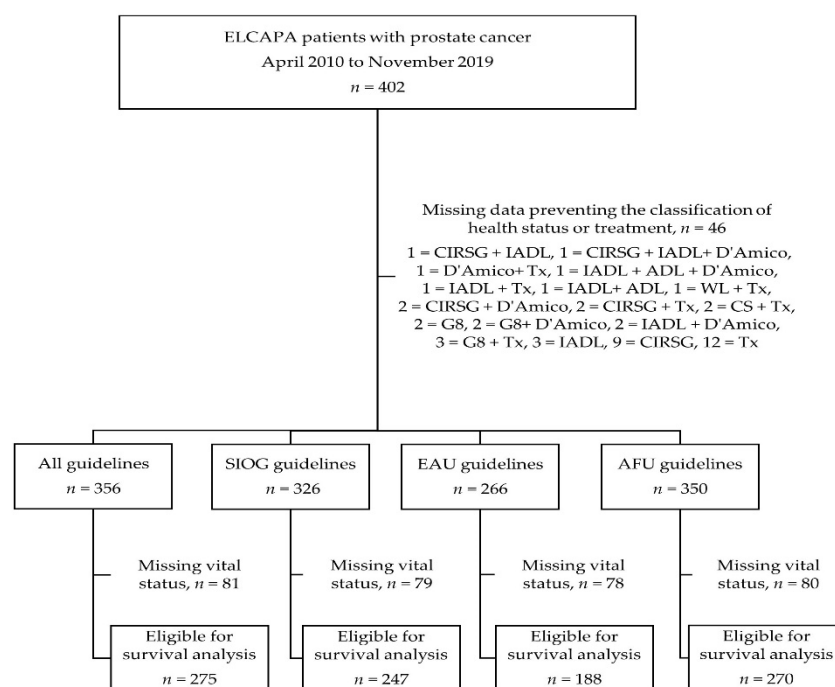 ELCAPA patients with prostate cancer
April 2010 to November 2019
n = 402
Missing data preventing the classification of
health status or treatment, n = 46
1 = CIRSG + IADL, 1 = CIRSG + IADL+ D'Amico,
1 = D'Amico+ Tx, 1 = IADL + ADL + D'Amico,
1 = IADL + Tx, 1 = IADL+ ADL, 1 = WL + Tx,
2 = CIRSG + D'Amico, 2 = CIRSG + Tx, 2 = CS + Tx,
2 = G8, 2 = G8+ D'Amico, 2 = IADL + D'Amico,
3 = G8 + Tx, 3 = IADL, 9 = CIRSG, 12 = Tx
All guidelines
n = 356
SIOG guidelines
n = 326
EAU guidelines
n = 266
AFU guidelines
n = 350
Missing vital
status, n = 81
Missing vital
status, n = 79
Missing vital
status, n = 78
Missing vital
status, n = 80
Eligible for
survival analysis
n = 275
Eligible for
survival analysis
n = 247
Eligible for
survival analysis
n = 188
Eligible for
survival analysis
n = 270